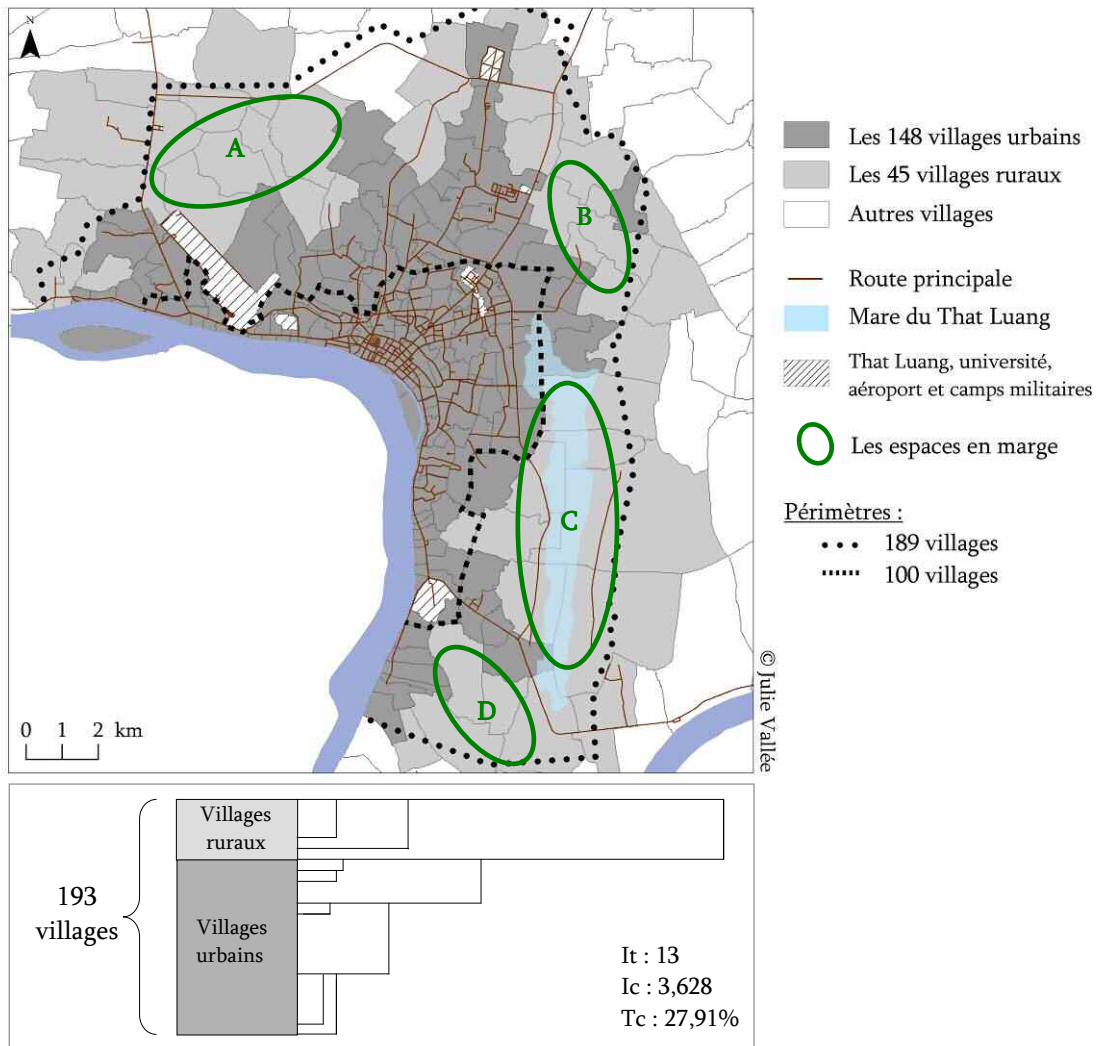 N
A
B
C
D
0 1 2 km
© Julie Vallée
Les 148 villages urbains
Les 45 villages ruraux
Autres villages
Route principale
Mare du That Luang
That Luang, université,
aéroport et camps militaires
Les espaces en marge
Périmètres :
189 villages
100 villages
193
villages
Villages
ruraux
Villages
urbains
It : 13
Ic : 3,628
Tc : 27,91%